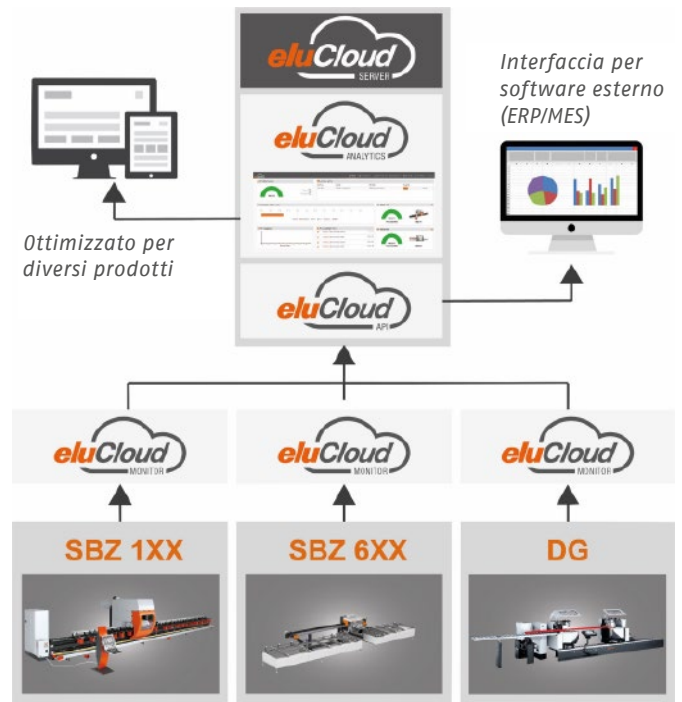 eluCloud
SERVER
Interfaccia per
software esterno
(ERP/MES)
eluCloud
ANALYTICS
Ottimizzato per
diversi prodotti
eluCloud
API
eluCloud
MONITOR
eluCloud
MONITOR
eluCloud
MONITOR
SBZ 1XX
SBZ 6XX
DG